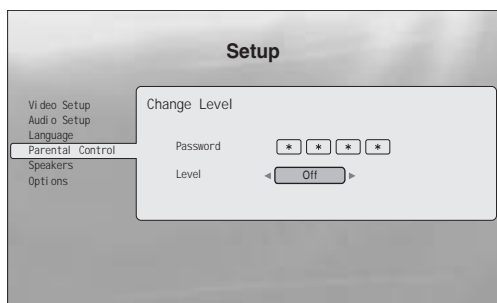 Setup
Video Setup
Audio Setup
Language
Parental Control
Speakers
Options
Change Level
Password * * * *
Level Off